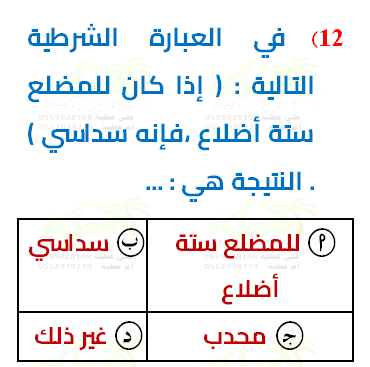 12) في العبارة الشرطية
التالية : ( إذا كان للمضلع
ستة أضلاع ،فإنه سداسي )
. النتيجة هي : ...
أ للمضلع ستة أضلاع
ب سداسي
ج محدب
د غير ذلك